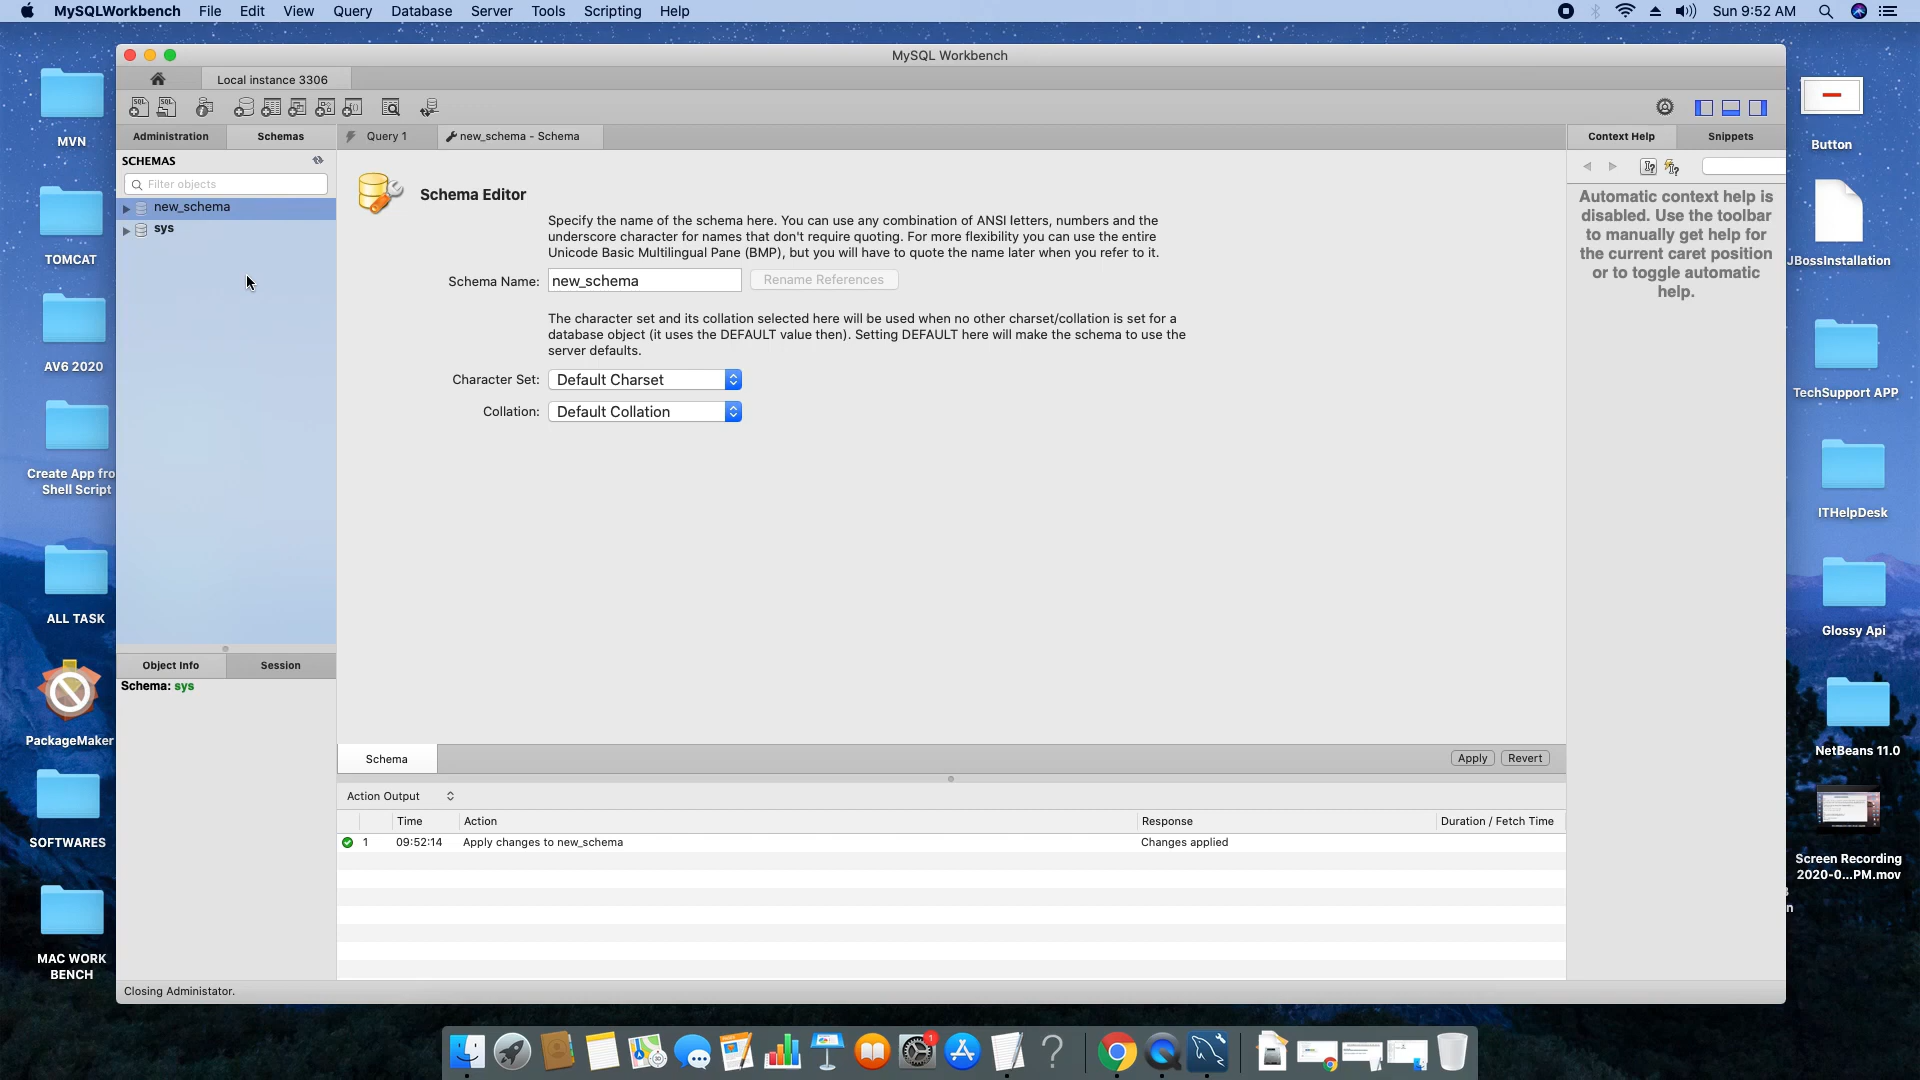 MySQLWorkbench File Edit View Query Database Server Tools Scripting Help
Sun 9:52 AM
MySQL Workbench
Local instance 3306
Administration
Schemas
Query 1
new_schema - Schema
Context Help
Snippets
SCHEMAS
Filter objects
new_schema
sys
Schema Editor
Specify the name of the schema here. You can use any combination of ANSI letters, numbers and the
underscore character for names that don't require quoting. For more flexibility you can use the entire
Unicode Basic Multilingual Pane (BMP), but you will have to quote the name later when you refer to it.
Schema Name: new_schema
Rename References
The character set and its collation selected here will be used when no other charset/collation is set for a
database object (it uses the DEFAULT value then). Setting DEFAULT here will make the schema to use the
server defaults.
Character Set: Default Charset
Collation: Default Collation
Automatic context help is
disabled. Use the toolbar
to manually get help for
the current caret position
or to toggle automatic
help.
Object Info
Session
Schema: sys
Schema
Apply
Revert
Action Output
Time
Action
Response
Duration / Fetch Time
1
09:52:14
Apply changes to new_schema
Changes applied
Closing Administator.
MVN
TOMCAT
AV6 2020
Create App fro
Shell Script
ALL TASK
PackageMaker
SOFTWARES
MAC WORK
BENCH
Button
JBossInstallation
TechSupport APP
ITHelpDesk
Glossy Api
NetBeans 11.0
Screen Recording
2020-0...PM.mov
n
1